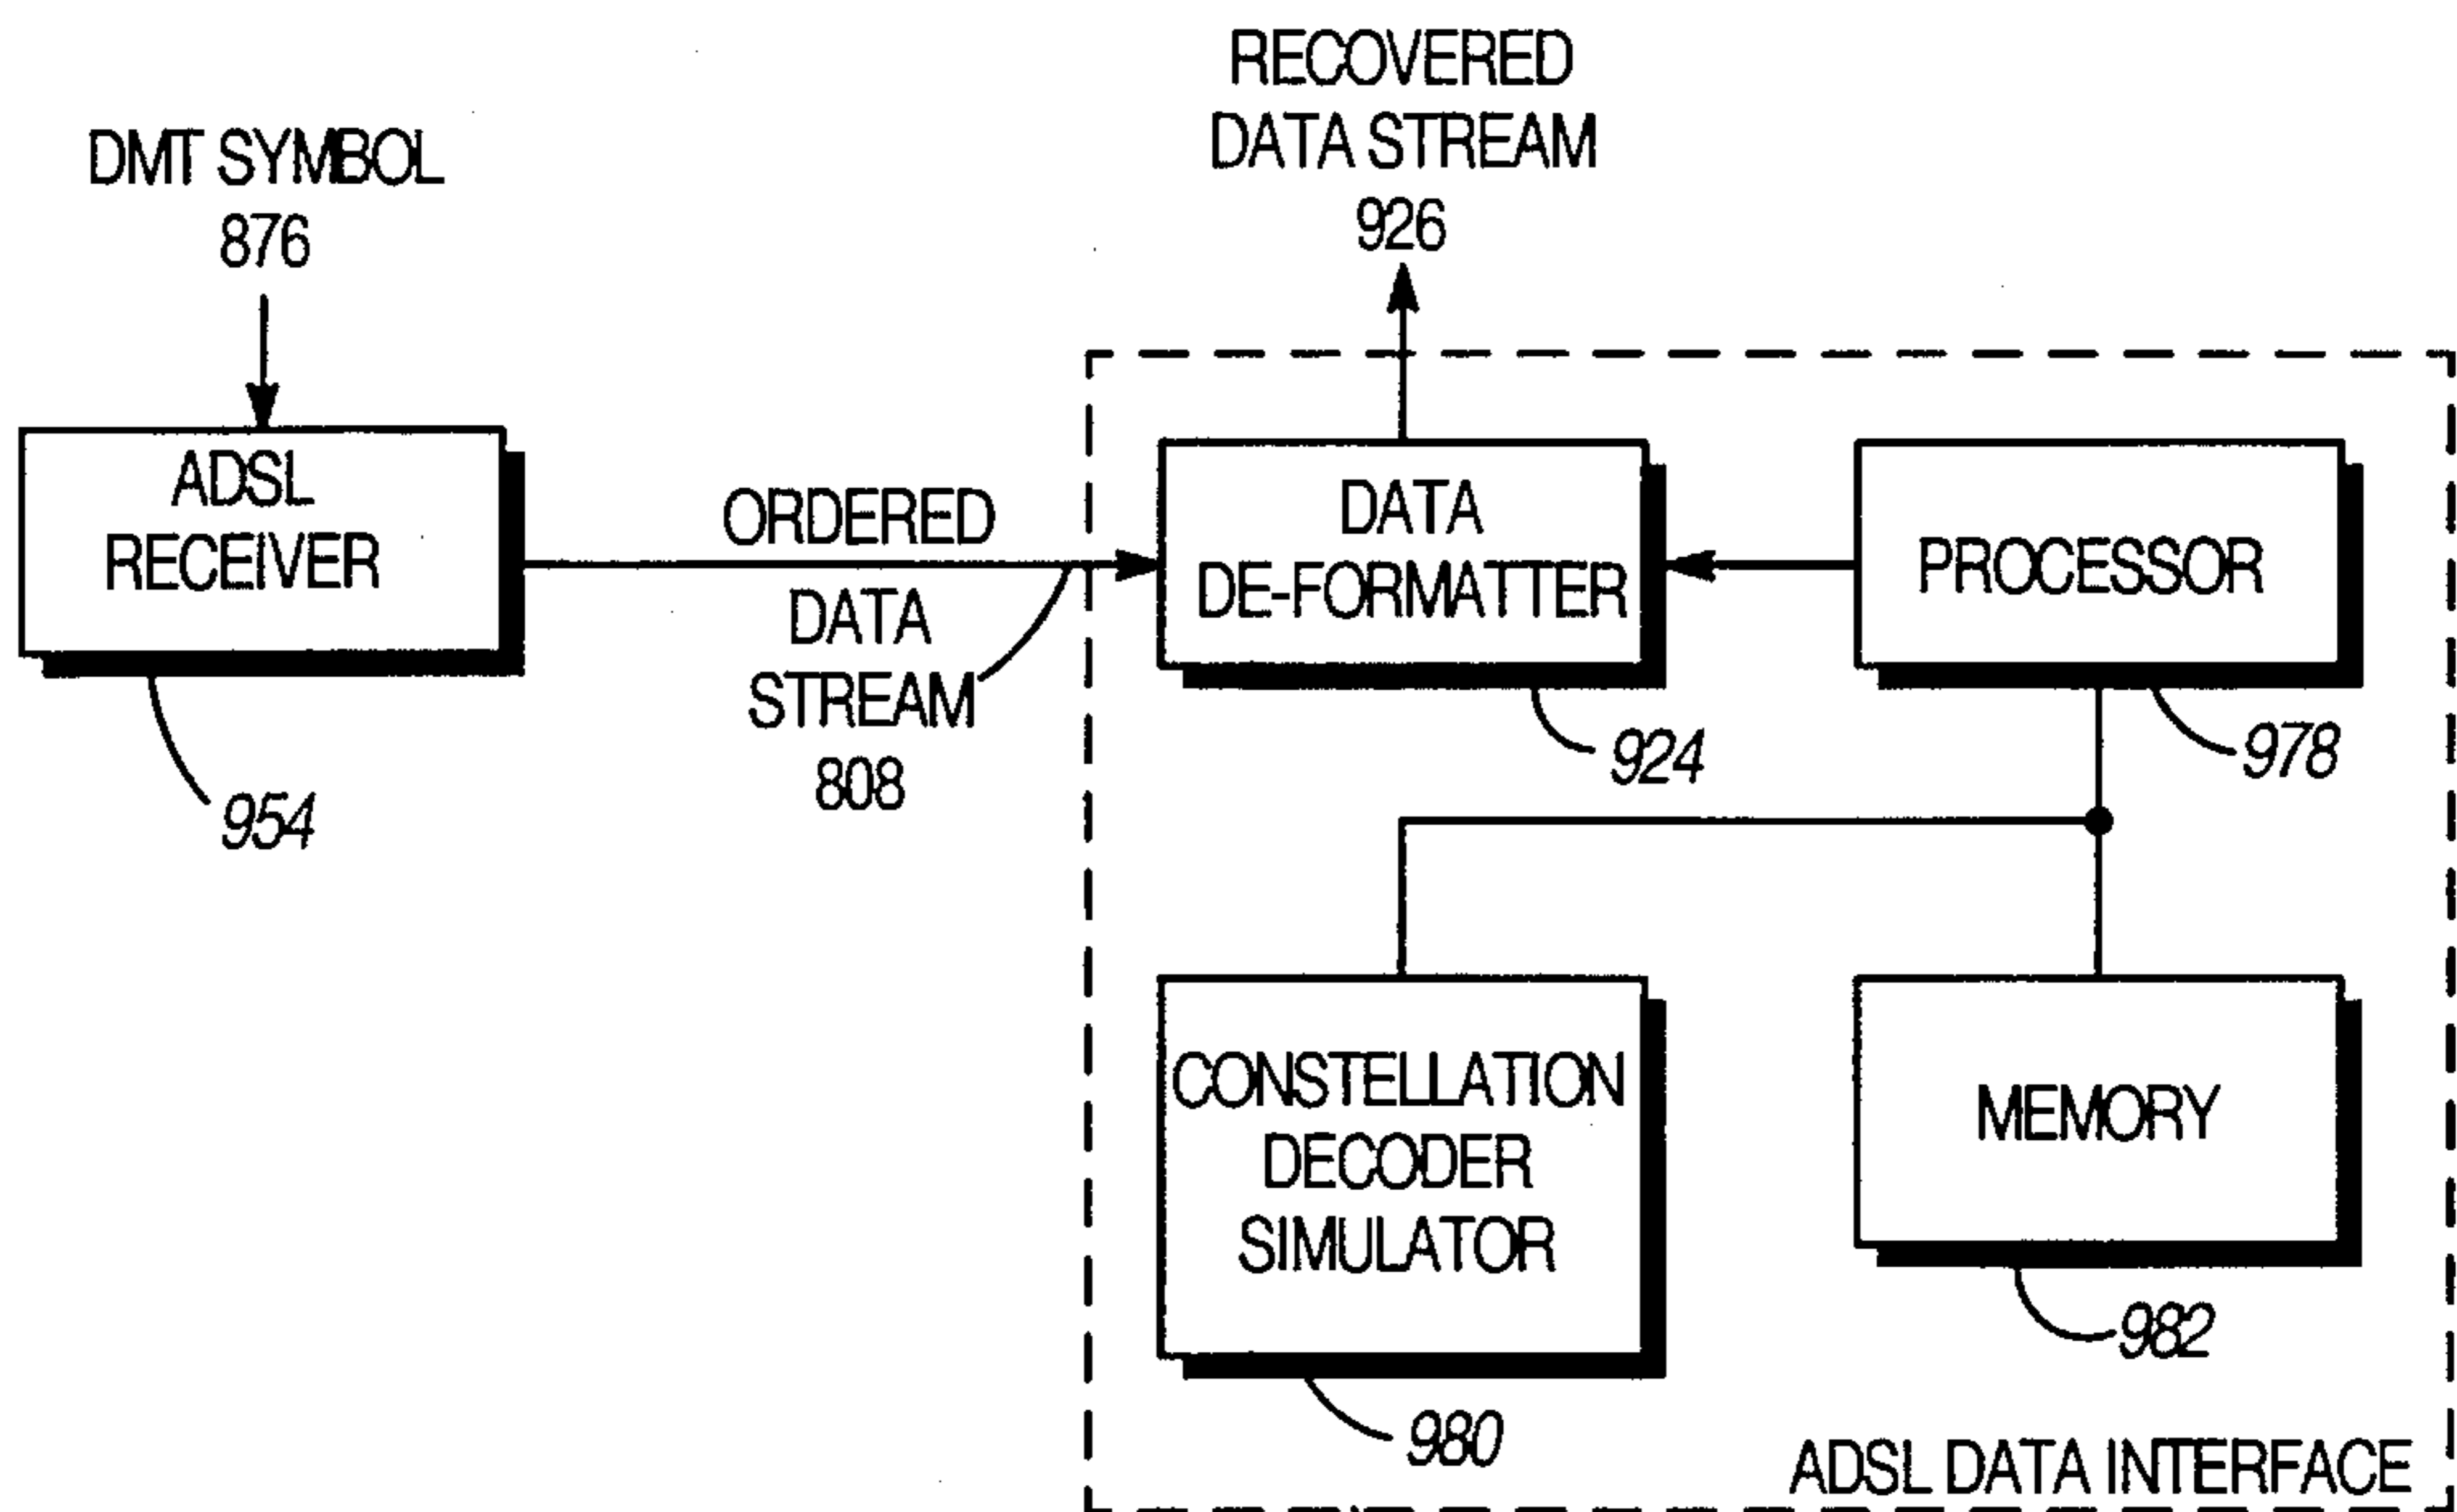 RECOVERED
DATA STREAM
926
DMT SYMBOL
876
ADSL
RECEIVER
954
ORDERED
DATA
STREAM
808
DATA
DE-FORMATTER
924
PROCESSOR
978
CONSTELLATION
DECODER
SIMULATOR
980
MEMORY
982
ADSL DATA INTERFACE